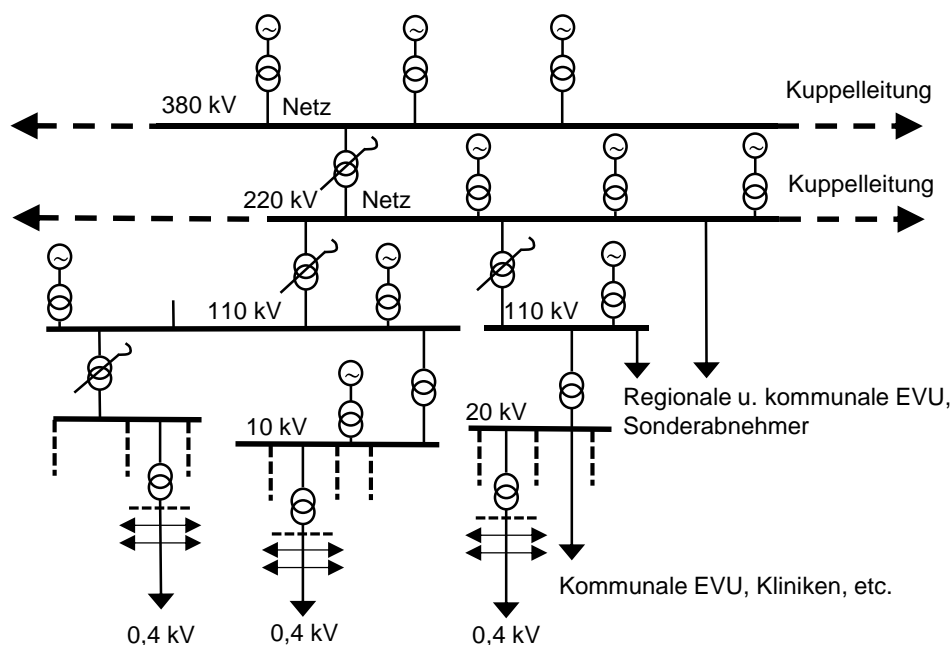 380 kV
Netz
Kuppelleitung
220 kV
Netz
Kuppelleitung
110 kV
110 kV
Regionale u. kommunale EVU,
Sonderabnehmer
10 kV
20 kV
Kommunale EVU, Kliniken, etc.
0,4 kV
0,4 kV
0,4 kV